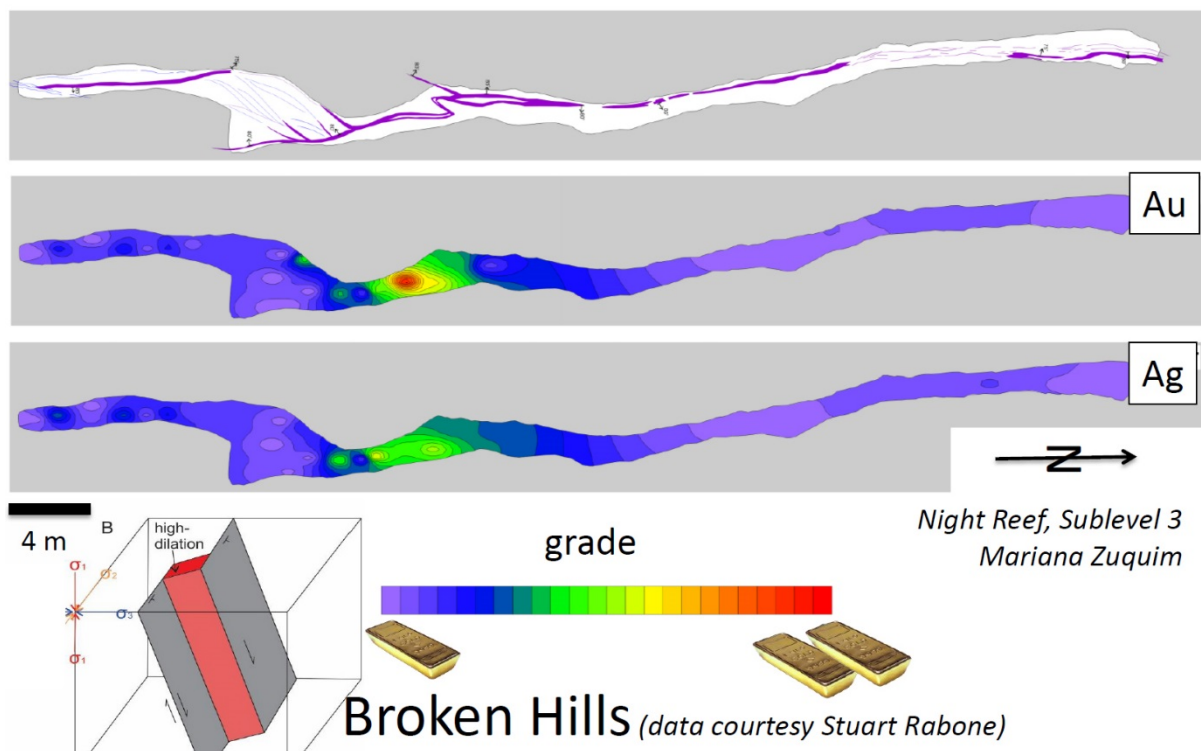 Au
Ag
N
Night Reef, Sublevel 3
Mariana Zuquim
4 m
B
high-
dilation
σ₁
σ₂
σ₃
σ₁
grade
Broken Hills (data courtesy Stuart Rabone)